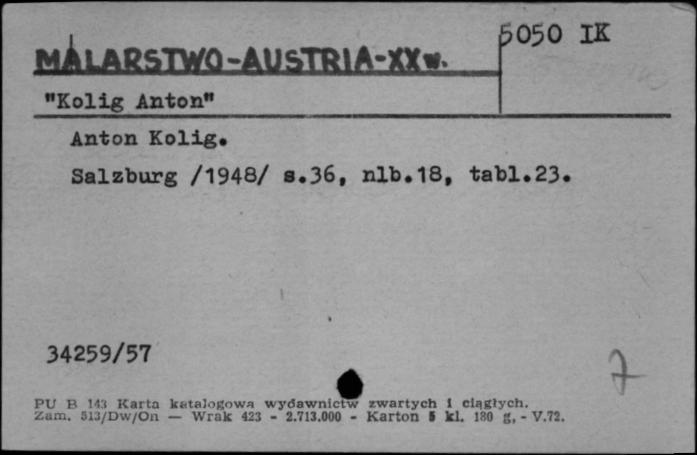 5050 IK
MALARSTWO-AUSTRIA-XXw.
"Kolig Anton"
Anton Kolig.
Salzburg /1948/ s.36, nlb.18, tabl.23.
34259/57
7
PU B 143 Karta katalogowa wydawnictw zwartych i ciągłych.
Zam. 513/Dw/On — Wrak 423 - 2.713.000 - Karton 5 kl. 180 g, - V.72.